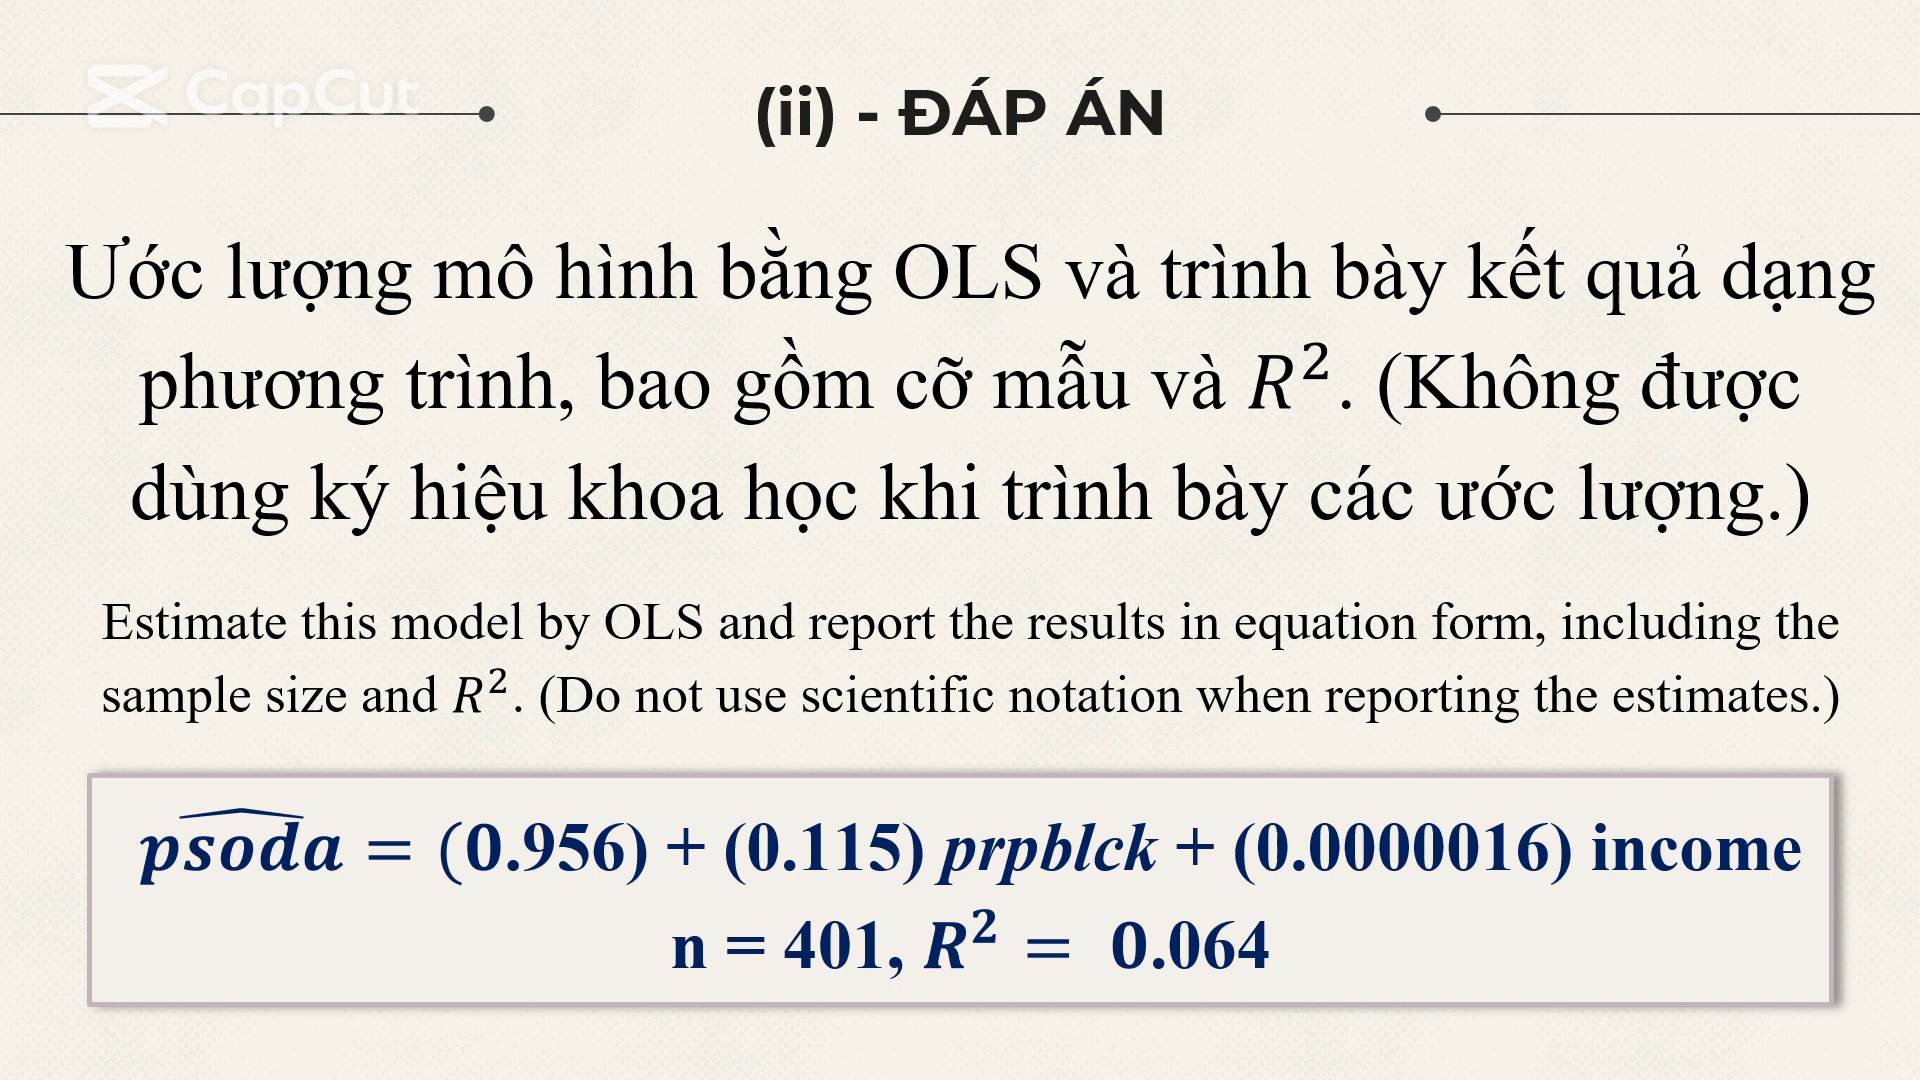 CapCut
(ii) - ĐÁP ÁN
Ước lượng mô hình bằng OLS và trình bày kết quả dạng
phương trình, bao gồm cỡ mẫu và R². (Không được
dùng ký hiệu khoa học khi trình bày các ước lượng.)
Estimate this model by OLS and report the results in equation form, including the
sample size and R². (Do not use scientific notation when reporting the estimates.)
p͡soda = (0.956) + (0.115) prpblck + (0.0000016) income
n = 401, R² = 0.064